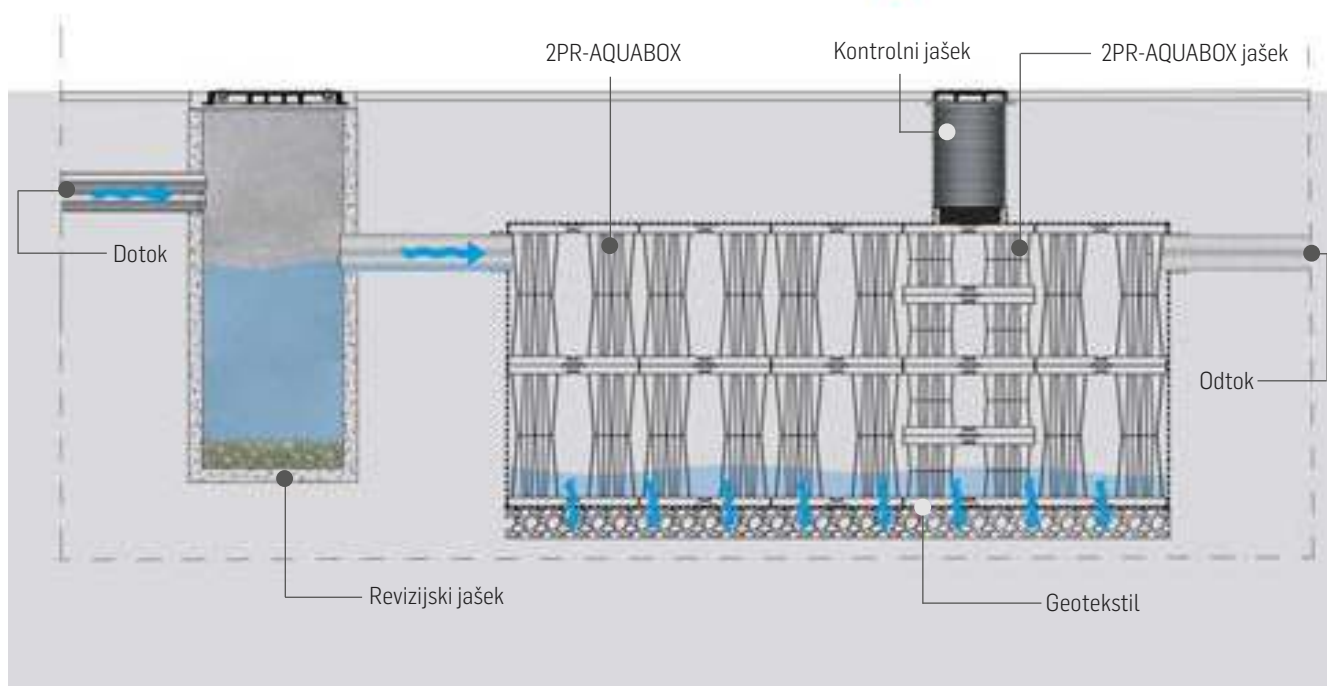 2PR-AQUABOX
Kontrolni jašek
2PR-AQUABOX jašek
Dotok
Odtok
Revizijski jašek
Geotekstil